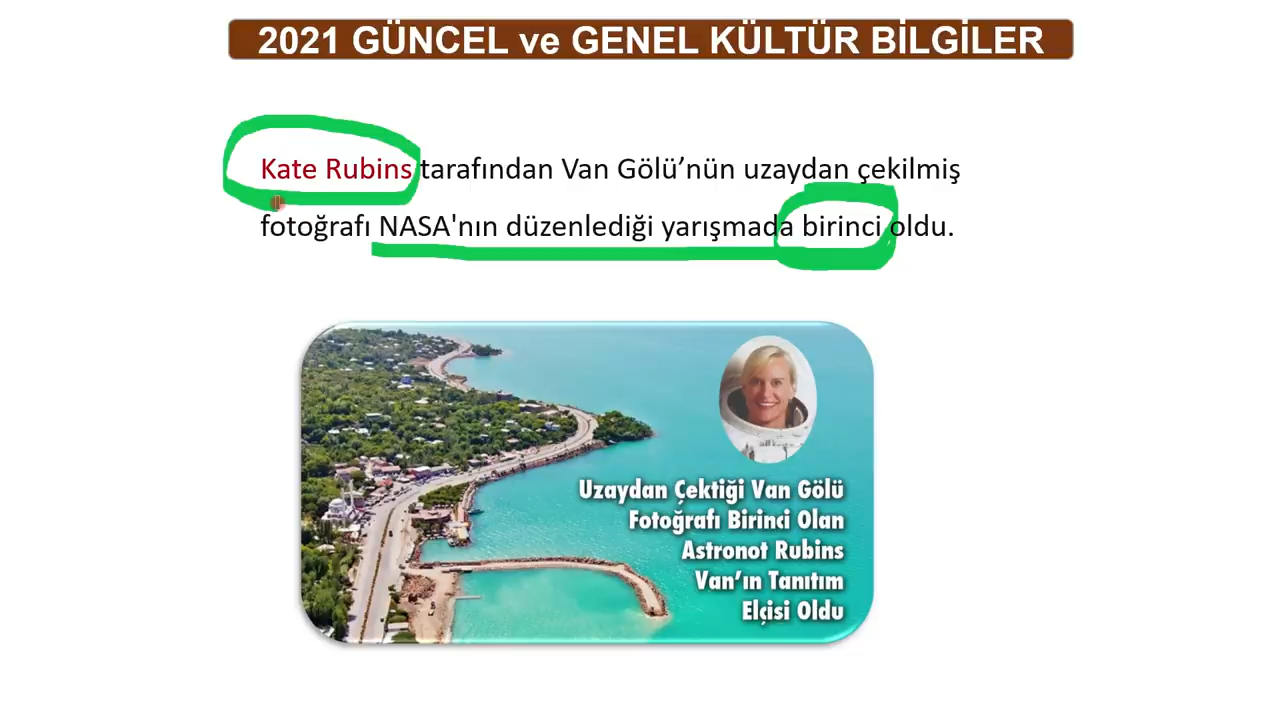 2021 GÜNCEL ve GENEL KÜLTÜR BİLGİLER
Kate Rubins tarafından Van Gölü’nün uzaydan çekilmiş
fotoğrafı NASA'nın düzenlediği yarışmada birinci oldu.
Uzaydan Çektiği Van Gölü
Fotoğrafı Birinci Olan
Astronot Rubins
Van’ın Tanıtım
Elçisi Oldu